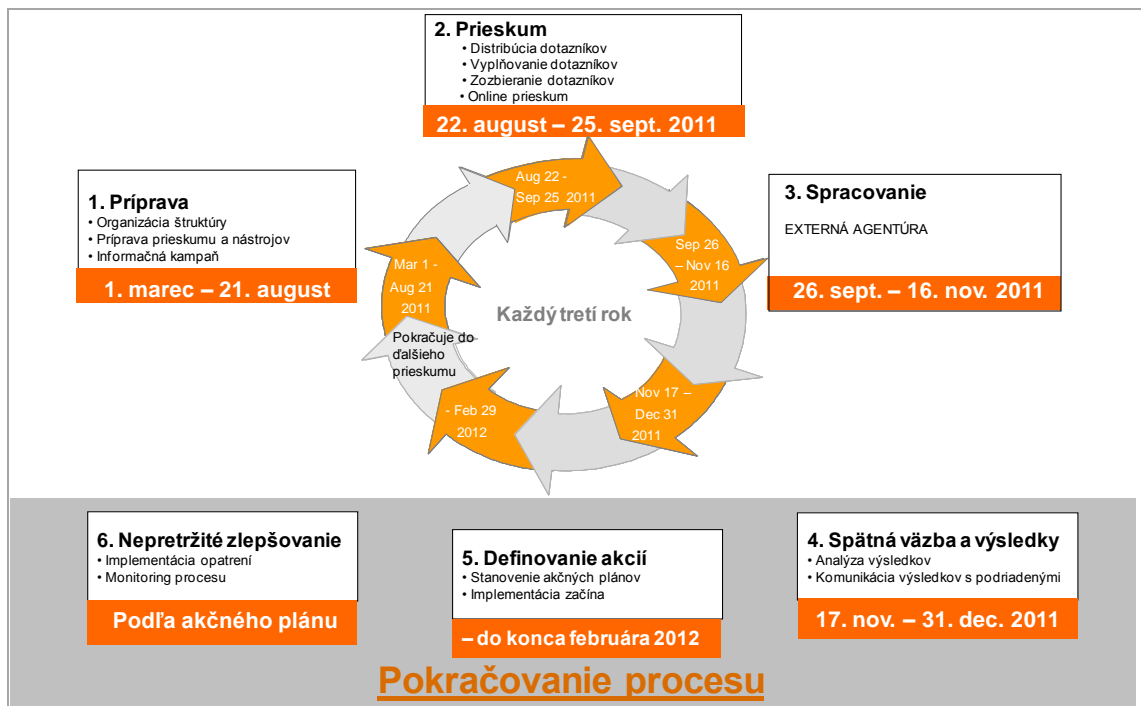 2. Prieskum
• Distribúcia dotazníkov
• Vyplňovanie dotazníkov
• Zozbieranie dotazníkov
• Online prieskum
22. august – 25. sept. 2011
1. Príprava
• Organizácia štruktúry
• Príprava prieskumu a nástrojov
• Informačná kampaň
1. marec – 21. august
3. Spracovanie
EXTERNÁ AGENTÚRA
26. sept. – 16. nov. 2011
Aug 22 -
Sep 25 2011
Sep 26
– Nov 16
2011
Mar 1 -
Aug 21
2011
Každý tretí rok
Pokračuje do
ďalšieho
prieskumu
Nov 17 –
Dec 31
2011
- Feb 29
2012
6. Nepretržité zlepšovanie
• Implementácia opatrení
• Monitoring procesu
Podľa akčného plánu
5. Definovanie akcií
• Stanovenie akčných plánov
• Implementácia začína
– do konca februára 2012
4. Spätná väzba a výsledky
• Analýza výsledkov
• Komunikácia výsledkov s podriadenými
17. nov. – 31. dec. 2011
Pokračovanie procesu